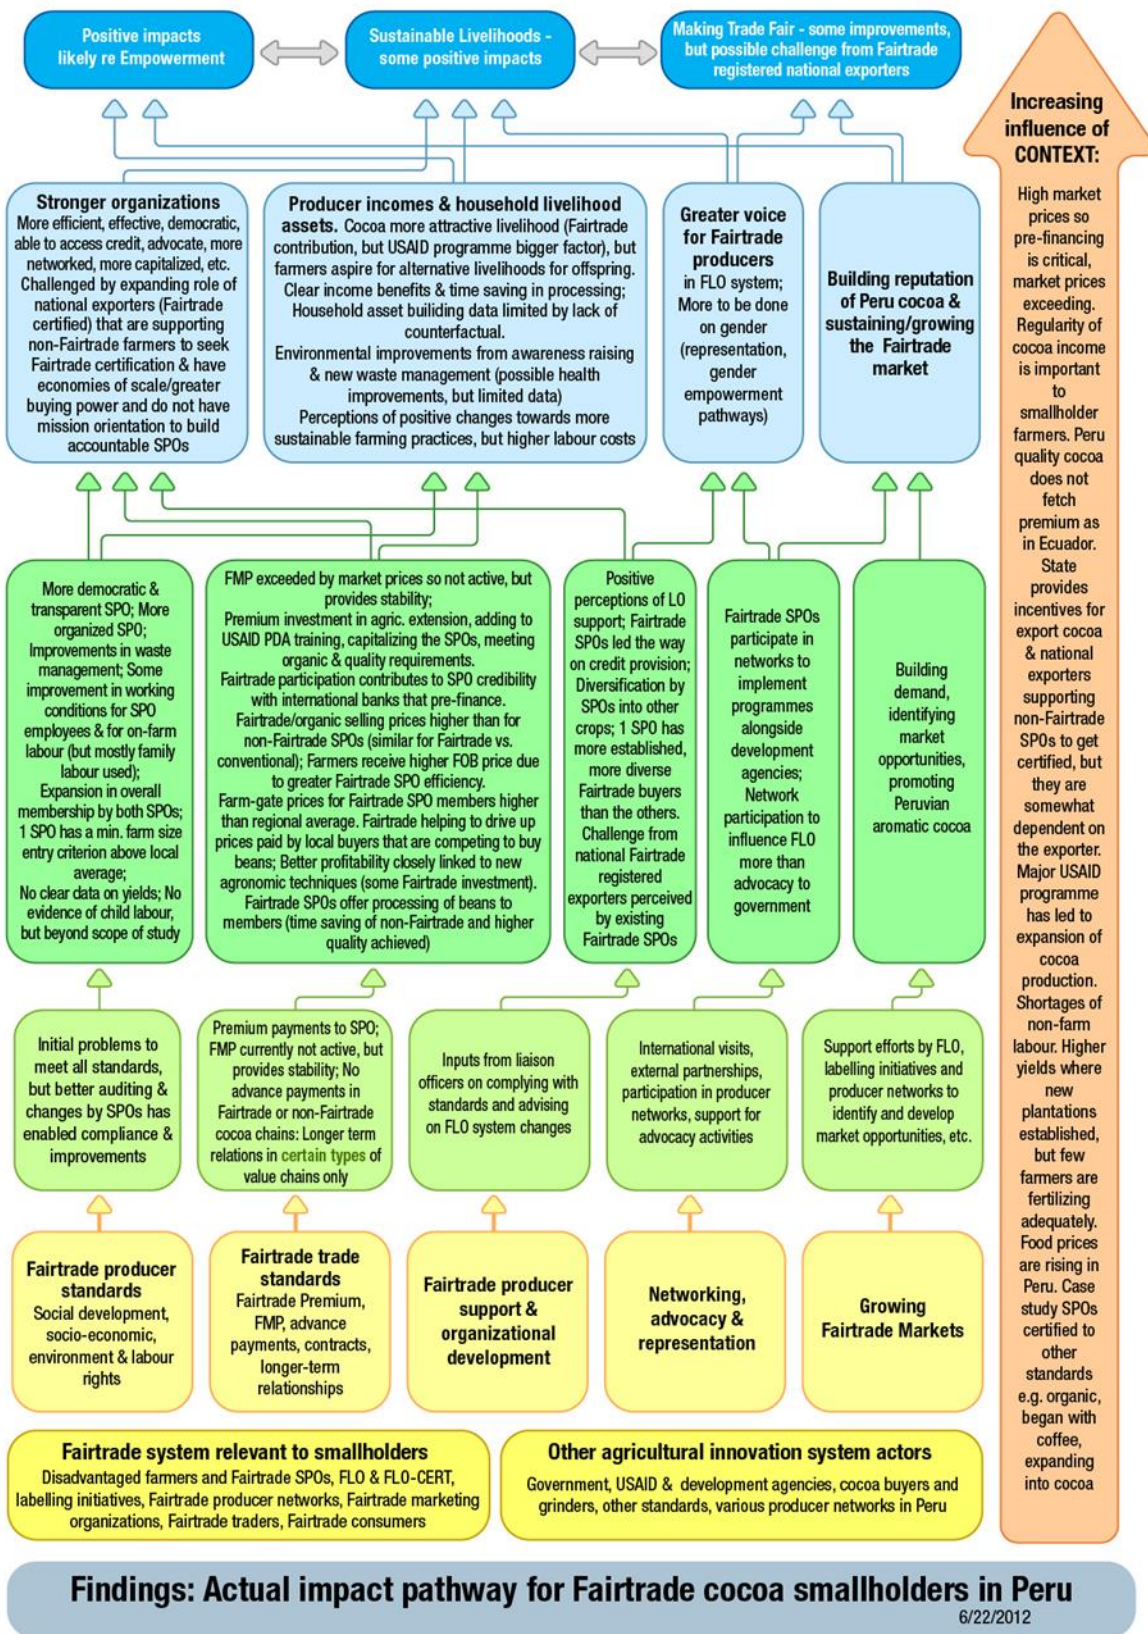 Positive impacts
likely re Empowerment
Sustainable Livelihoods -
some positive impacts
Making Trade Fair - some improvements,
but possible challenge from Fairtrade
registered national exporters
Stronger organizations
More efficient, effective, democratic,
able to access credit, advocate, more
networked, more capitalized, etc.
Challenged by expanding role of
national exporters (Fairtrade
certified) that are supporting
non-Fairtrade farmers to seek
Fairtrade certification & have
economies of scale/greater
buying power and do not have
mission orientation to build
accountable SPOs
Producer incomes & household livelihood
assets. Cocoa more attractive livelihood (Fairtrade
contribution, but USAID programme bigger factor), but
farmers aspire for alternative livelihoods for offspring.
Clear income benefits & time saving in processing;
Household asset builiding data limited by lack of
counterfactual.
Environmental improvements from awareness raising
& new waste management (possible health
improvements, but limited data)
Perceptions of positive changes towards more
sustainable farming practices, but higher labour costs
Greater voice
for Fairtrade
producers
in FLO system;
More to be done
on gender
(representation,
gender
empowerment
pathways)
Building reputation
of Peru cocoa &
sustaining/growing
the Fairtrade
market
More democratic &
transparent SPO; More
organized SPO;
Improvements in waste
management; Some
improvement in working
conditions for SPO
employees & for on-farm
labour (but mostly family
labour used);
Expansion in overall
membership by both SPOs;
1 SPO has a min. farm size
entry criterion above local
average;
No clear data on yields; No
evidence of child labour,
but beyond scope of study
FMP exceeded by market prices so not active, but
provides stability;
Premium investment in agric. extension, adding to
USAID PDA training, capitalizing the SPOs, meeting
organic & quality requirements.
Fairtrade participation contributes to SPO credibility
with international banks that pre-finance.
Fairtrade/organic selling prices higher than for
non-Fairtrade SPOs (similar for Fairtrade vs.
conventional); Farmers receive higher FOB price due
to greater Fairtrade SPO efficiency.
Farm-gate prices for Fairtrade SPO members higher
than regional average. Fairtrade helping to drive up
prices paid by local buyers that are competing to buy
beans; Better profitability closely linked to new
agronomic techniques (some Fairtrade investment).
Fairtrade SPOs offer processing of beans to
members (time saving of non-Fairtrade and higher
quality achieved)
Positive
perceptions of LO
support; Fairtrade
SPOs led the way
on credit provision;
Diversification by
SPOs into other
crops; 1 SPO has
more established,
more diverse
Fairtrade buyers
than the others.
Challenge from
national Fairtrade
registered
exporters perceived
by existing
Fairtrade SPOs
Fairtrade SPOs
participate in
networks to
implement
programmes
alongside
development
agencies;
Network
participation to
influence FLO
more than
advocacy to
government
Building
demand,
identifying
market
opportunities,
promoting
Peruvian
aromatic cocoa
Initial problems to
meet all standards,
but better auditing &
changes by SPOs has
enabled compliance &
improvements
Premium payments to SPO;
FMP currently not active, but
provides stability; No
advance payments in
Fairtrade or non-Fairtrade
cocoa chains: Longer term
relations in certain types of
value chains only
Inputs from liaison
officers on complying with
standards and advising
on FLO system changes
International visits,
external partnerships,
participation in producer
networks, support for
advocacy activities
Support efforts by FLO,
labelling initiatives and
producer networks to
identify and develop
market opportunities, etc.
Fairtrade producer
standards
Social development,
socio-economic,
environment & labour
rights
Fairtrade trade
standards
Fairtrade Premium,
FMP, advance
payments, contracts,
longer-term
relationships
Fairtrade producer
support &
organizational
development
Networking,
advocacy &
representation
Growing
Fairtrade Markets
Fairtrade system relevant to smallholders
Disadvantaged farmers and Fairtrade SPOs, FLO & FLO-CERT,
labelling initiatives, Fairtrade producer networks, Fairtrade marketing
organizations, Fairtrade traders, Fairtrade consumers
Other agricultural innovation system actors
Government, USAID & development agencies, cocoa buyers and
grinders, other standards, various producer networks in Peru
Increasing
influence of
CONTEXT:
High market
prices so
pre-financing
is critical,
market prices
exceeding.
Regularity of
cocoa income
is important
to
smallholder
farmers. Peru
quality cocoa
does not
fetch
premium as
in Ecuador.
State
provides
incentives for
export cocoa
& national
exporters
supporting
non-Fairtrade
SPOs to get
certified, but
they are
somewhat
dependent on
the exporter.
Major USAID
programme
has led to
expansion of
cocoa
production.
Shortages of
non-farm
labour. Higher
yields where
new
plantations
established,
but few
farmers are
fertilizing
adequately.
Food prices
are rising in
Peru. Case
study SPOs
certified to
other
standards
e.g. organic,
began with
coffee,
expanding
into cocoa
Findings: Actual impact pathway for Fairtrade cocoa smallholders in Peru
6/22/2012